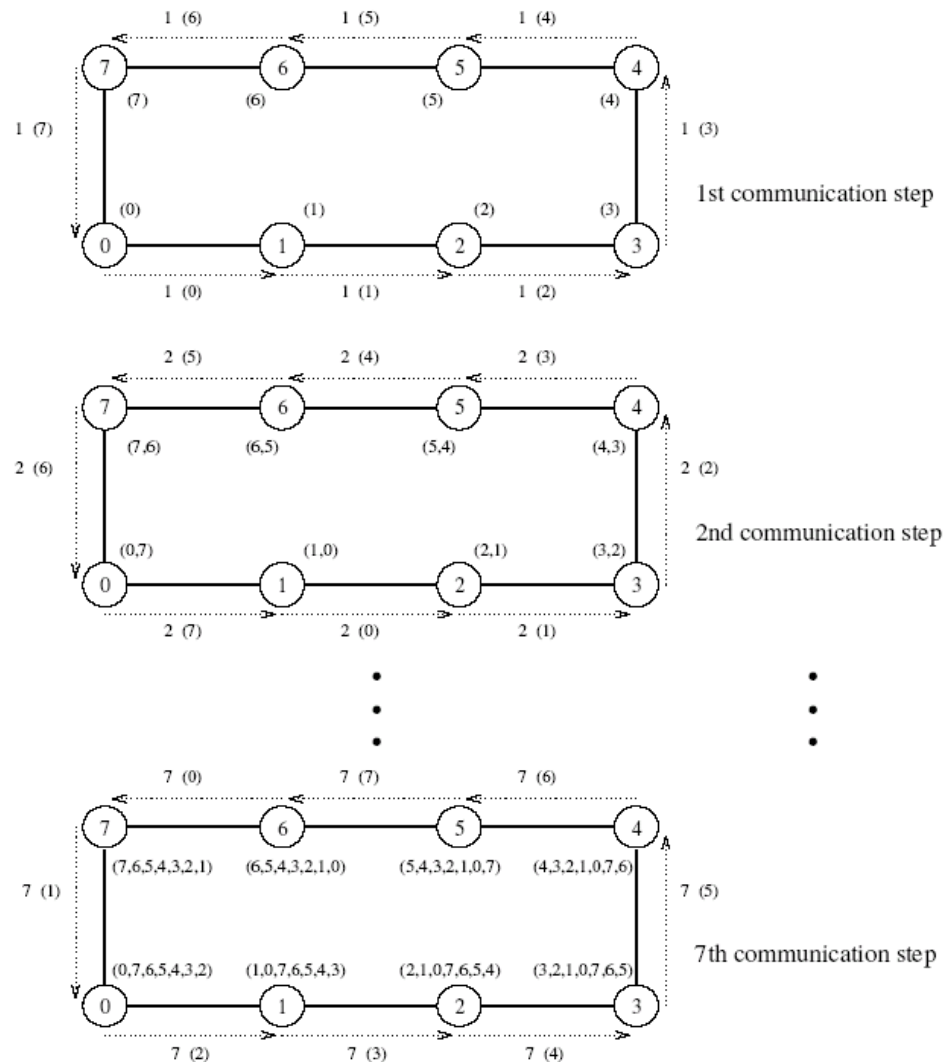 1 (6) 1 (5) 1 (4)
7 6 5 4
(7) (6) (5) (4)
1 (7) 1 (3)
1st communication step
(0) (1) (2) (3)
0 1 2 3
1 (0) 1 (1) 1 (2)
2 (5) 2 (4) 2 (3)
7 6 5 4
(7,6) (6,5) (5,4) (4,3)
2 (6) 2 (2)
2nd communication step
(0,7) (1,0) (2,1) (3,2)
0 1 2 3
2 (7) 2 (0) 2 (1)
7 (0) 7 (7) 7 (6)
7 6 5 4
(7,6,5,4,3,2,1) (6,5,4,3,2,1,0) (5,4,3,2,1,0,7) (4,3,2,1,0,7,6)
7 (1) 7 (5)
7th communication step
(0,7,6,5,4,3,2) (1,0,7,6,5,4,3) (2,1,0,7,6,5,4) (3,2,1,0,7,6,5)
0 1 2 3
7 (2) 7 (3) 7 (4)